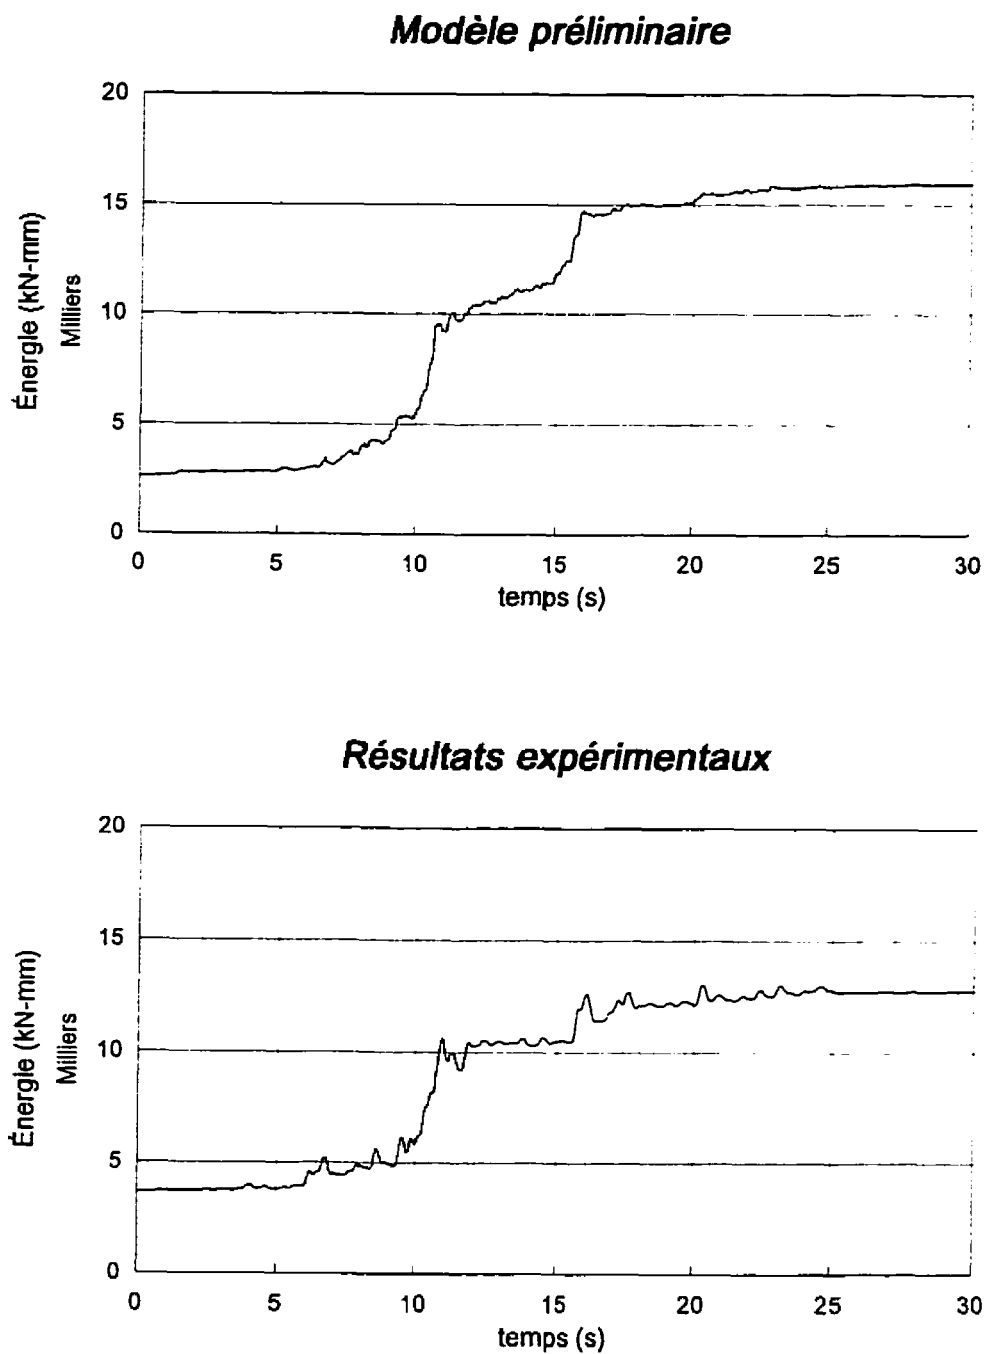 Modèle préliminaire
20
15
10
5
0
Énergie (kN-mm)
Milliers
0 5 10 15 20 25 30
temps (s)
Résultats expérimentaux
20
15
10
5
0
Énergie (kN-mm)
Milliers
0 5 10 15 20 25 30
temps (s)